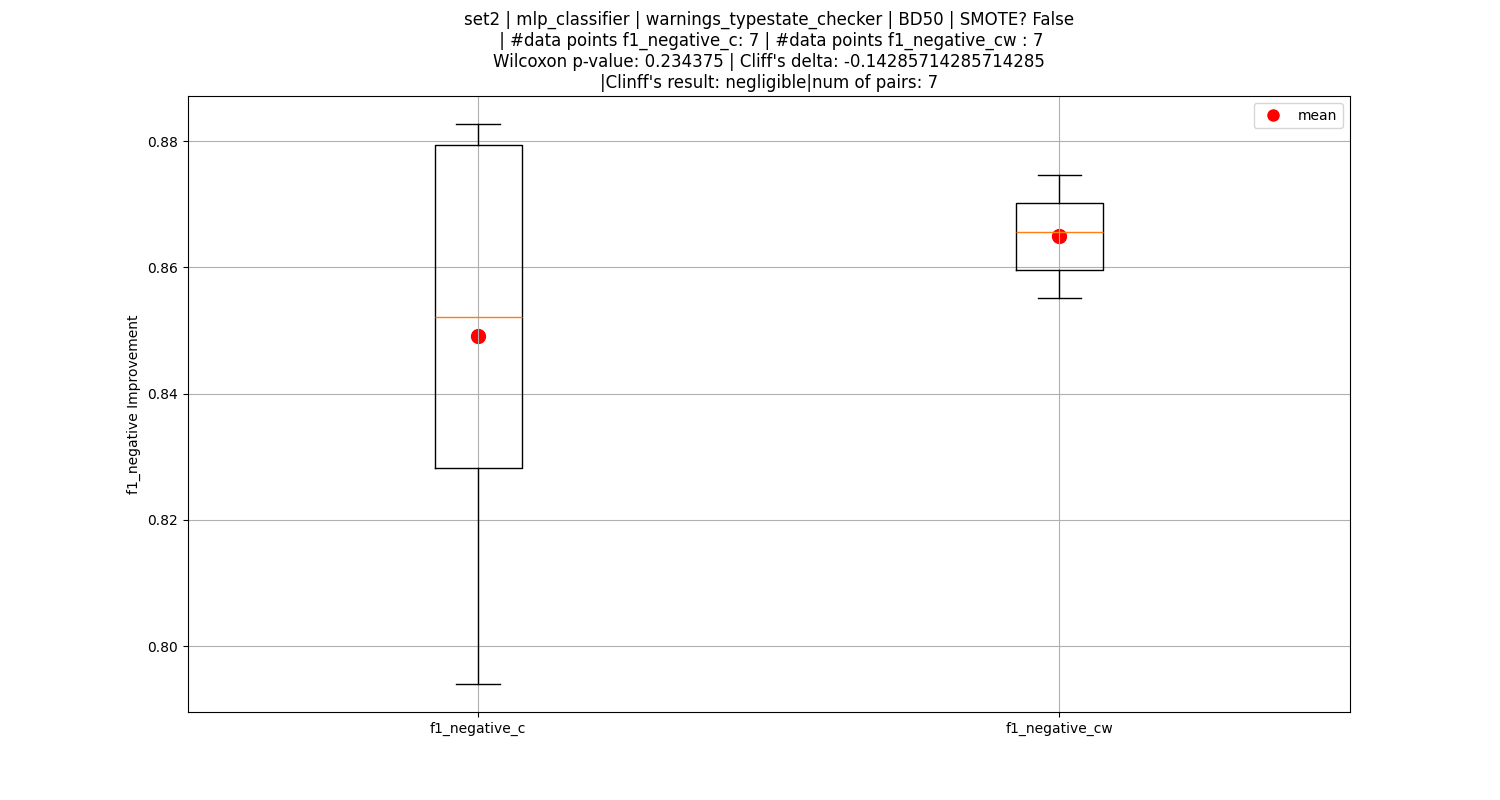 set2 | mlp_classifier | warnings_typestate_checker | BD50 | SMOTE? False
| #data points f1_negative_c: 7 | #data points f1_negative_cw : 7
Wilcoxon p-value: 0.234375 | Cliff's delta: -0.14285714285714285
|Clinff's result: negligible|num of pairs: 7
mean
0.88
0.86
0.84
0.82
0.80
f1_negative Improvement
f1_negative_c
f1_negative_cw